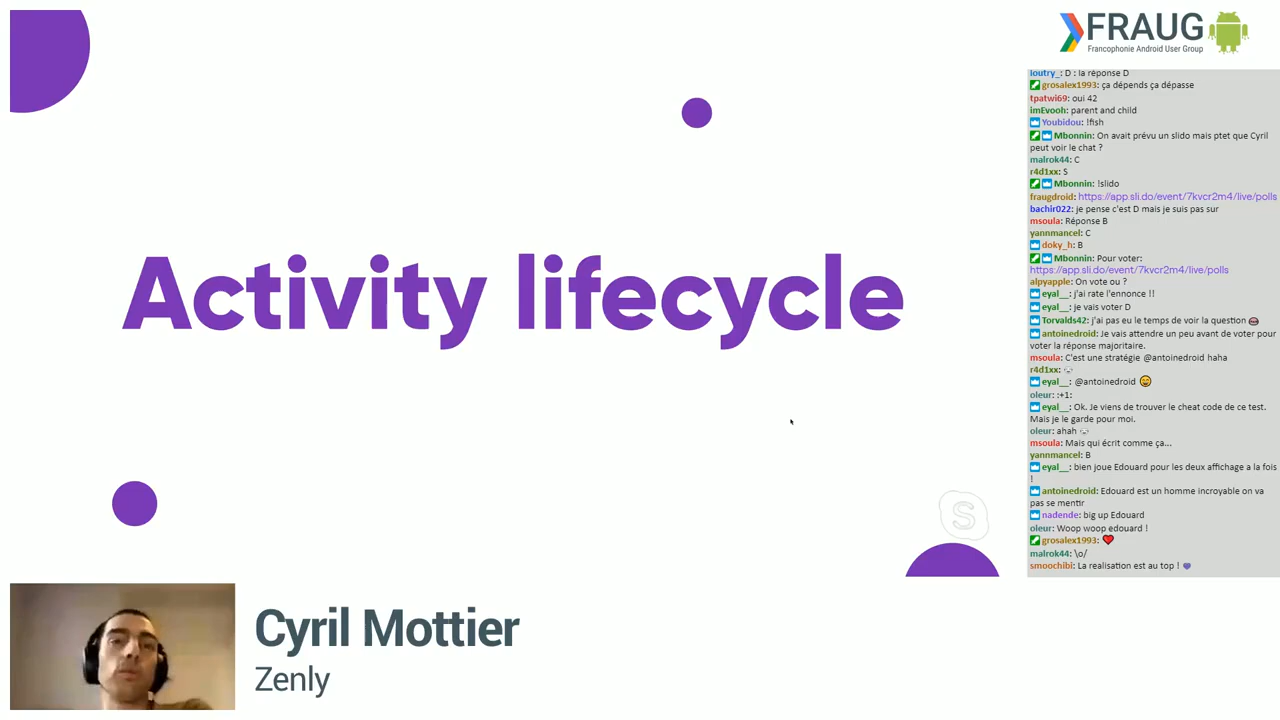 FRAUG
Francophonie Android User Group
Activity lifecycle
loutry_: D : la réponse D
grosalex1993: ça dépends ça dépasse
tpatwi69: oui 42
imEvooh: parent and child
Youbidou: !fish
Mbonnin: On avait prévu un slido mais ptet que Cyril
peut voir le chat ?
malrok44: C
r4d1xx: S
Mbonnin: !slido
fraugdroid: https://app.sli.do/event/7kvcr2m4/live/polls
bachir022: je pense c'est D mais je suis pas sur
msoula: Réponse B
yannmancel: C
doky_h: B
Mbonnin: Pour voter:
https://app.sli.do/event/7kvcr2m4/live/polls
alpyapple: On vote ou ?
eyal__: j'ai rate l'ennonce !!
eyal__: je vais voter D
Torvalds42: j'ai pas eu le temps de voir la question
antoinedroid: Je vais attendre un peu avant de voter pour
voter la réponse majoritaire.
msoula: C'est une stratégie @antoinedroid haha
r4d1xx:
eyal__: @antoinedroid
oleur: :+1:
eyal__: Ok. Je viens de trouver le cheat code de ce test.
Mais je le garde pour moi.
oleur: ahah
msoula: Mais qui écrit comme ça...
yannmancel: B
eyal__: bien joue Edouard pour les deux affichage a la fois
!
antoinedroid: Edouard est un homme incroyable on va
pas se mentir
nadende: big up Edouard
oleur: Woop woop edouard !
grosalex1993:
malrok44: \o/
smoochibi: La realisation est au top !
S
Cyril Mottier
Zenly